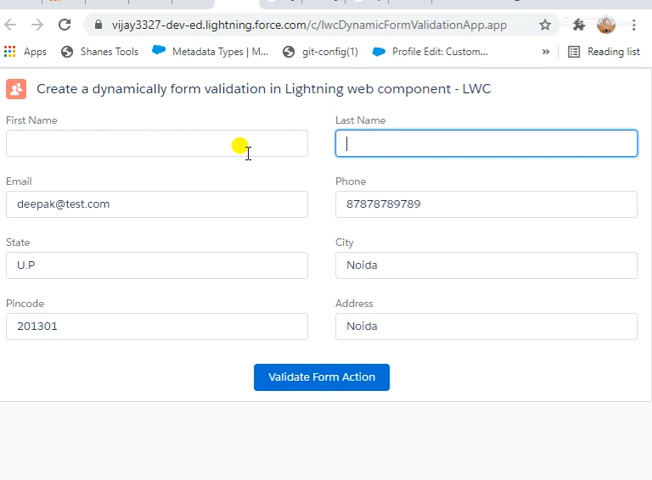 vijay3327-dev-ed.lightning.force.com/c/lwcDynamicFormValidationApp.app
Apps Shanes Tools Metadata Types | M... git-config(1) Profile Edit: Custom... » Reading list
Create a dynamically form validation in Lightning web component - LWC
First Name Last Name
Email Phone
deepak@test.com 87878789789
State City
U.P Noida
Pincode Address
201301 Noida
Validate Form Action